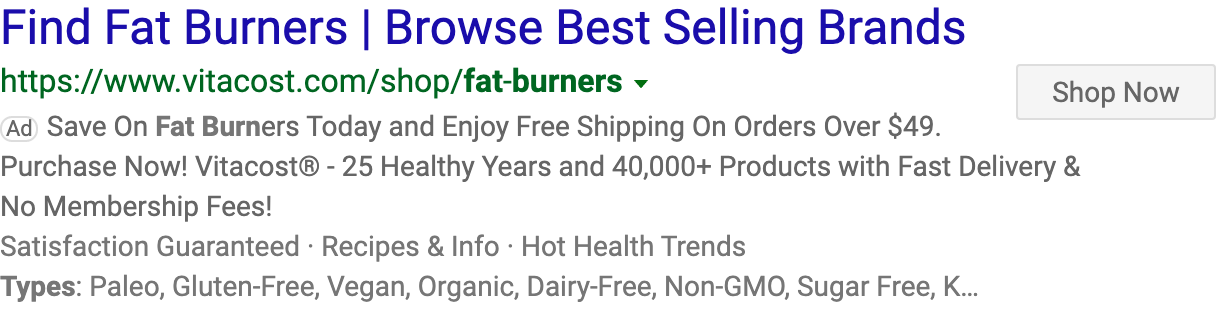 Find Fat Burners | Browse Best Selling Brands
https://www.vitacost.com/shop/fat-burners
Shop Now
Ad Save On Fat Burners Today and Enjoy Free Shipping On Orders Over $49.
Purchase Now! Vitacost® - 25 Healthy Years and 40,000+ Products with Fast Delivery &
No Membership Fees!
Satisfaction Guaranteed · Recipes & Info · Hot Health Trends
Types: Paleo, Gluten-Free, Vegan, Organic, Dairy-Free, Non-GMO, Sugar Free, K...